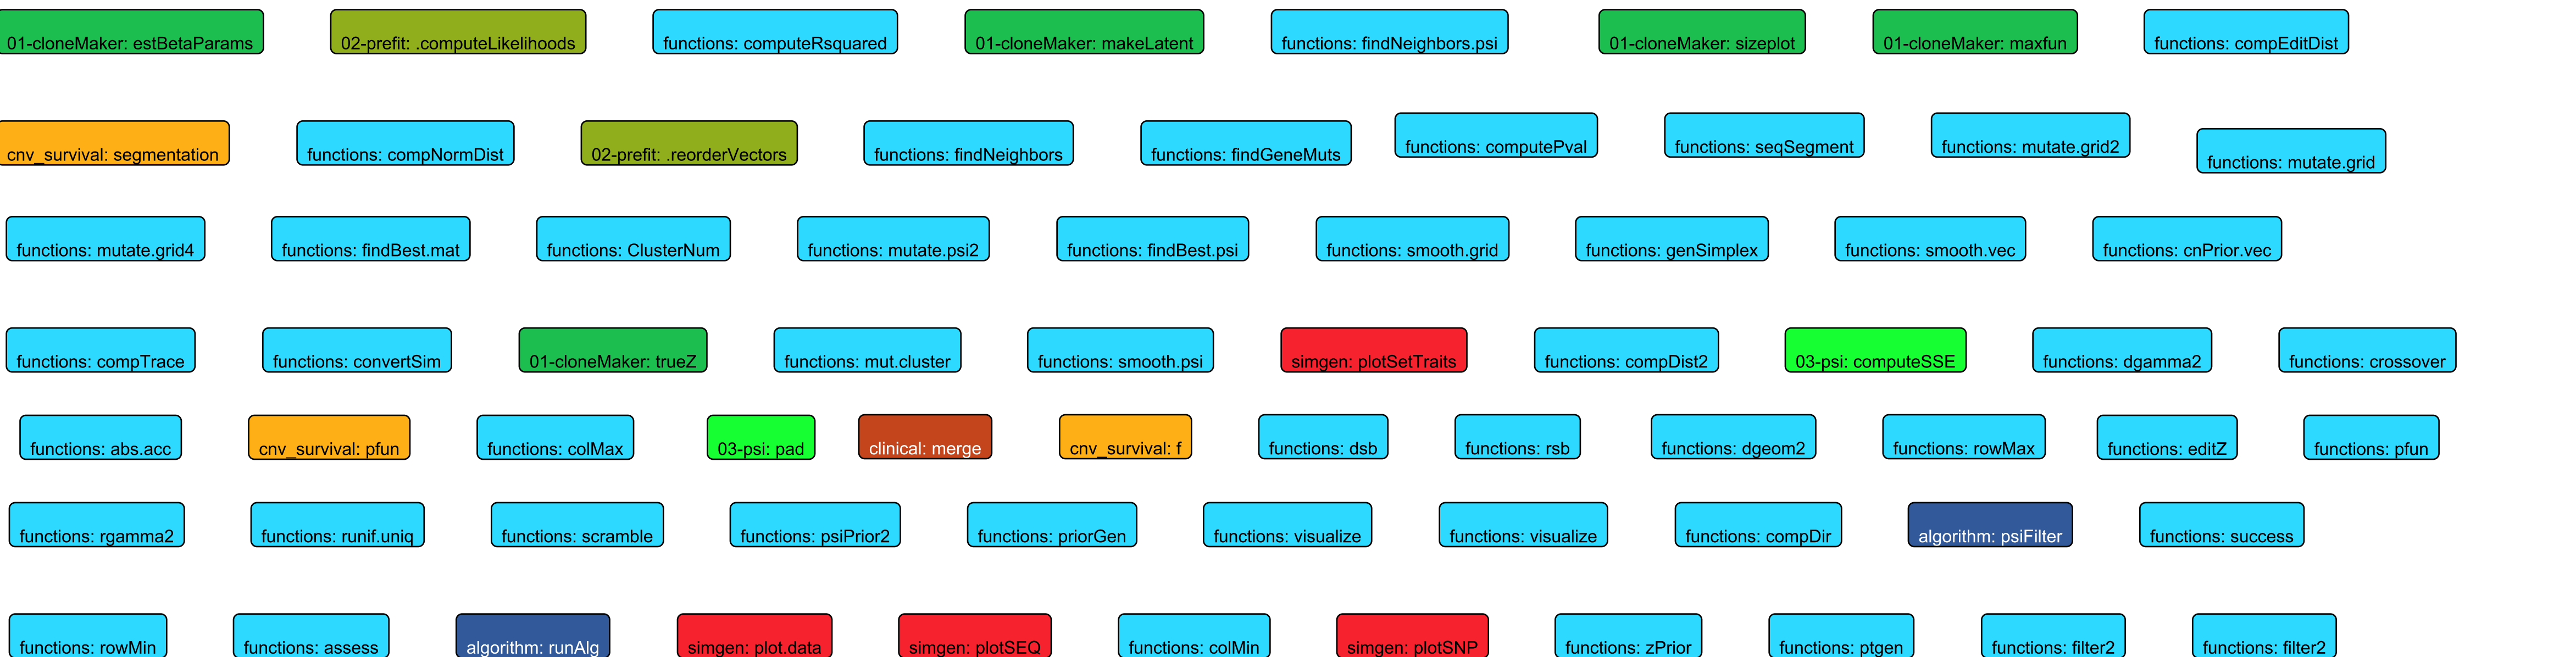 01-cloneMaker: estBetaParams
02-prefit: .computeLikelihoods
functions: computeRsquared
01-cloneMaker: makeLatent
functions: findNeighbors.psi
01-cloneMaker: sizeplot
01-cloneMaker: maxfun
functions: compEditDist
cnv_survival: segmentation
functions: compNormDist
02-prefit: .reorderVectors
functions: findNeighbors
functions: findGeneMuts
functions: computePval
functions: seqSegment
functions: mutate.grid2
functions: mutate.grid
functions: mutate.grid4
functions: findBest.mat
functions: ClusterNum
functions: mutate.psi2
functions: findBest.psi
functions: smooth.grid
functions: genSimplex
functions: smooth.vec
functions: cnPrior.vec
functions: compTrace
functions: convertSim
01-cloneMaker: trueZ
functions: mut.cluster
functions: smooth.psi
simgen: plotSetTraits
functions: compDist2
03-psi: computeSSE
functions: dgamma2
functions: crossover
functions: abs.acc
cnv_survival: pfun
functions: colMax
03-psi: pad
clinical: merge
cnv_survival: f
functions: dsb
functions: rsb
functions: dgeom2
functions: rowMax
functions: editZ
functions: pfun
functions: rgamma2
functions: runif.uniq
functions: scramble
functions: psiPrior2
functions: priorGen
functions: visualize
functions: visualize
functions: compDir
algorithm: psiFilter
functions: success
functions: rowMin
functions: assess
algorithm: runAlg
simgen: plot.data
simgen: plotSEQ
functions: colMin
simgen: plotSNP
functions: zPrior
functions: ptgen
functions: filter2
functions: filter2